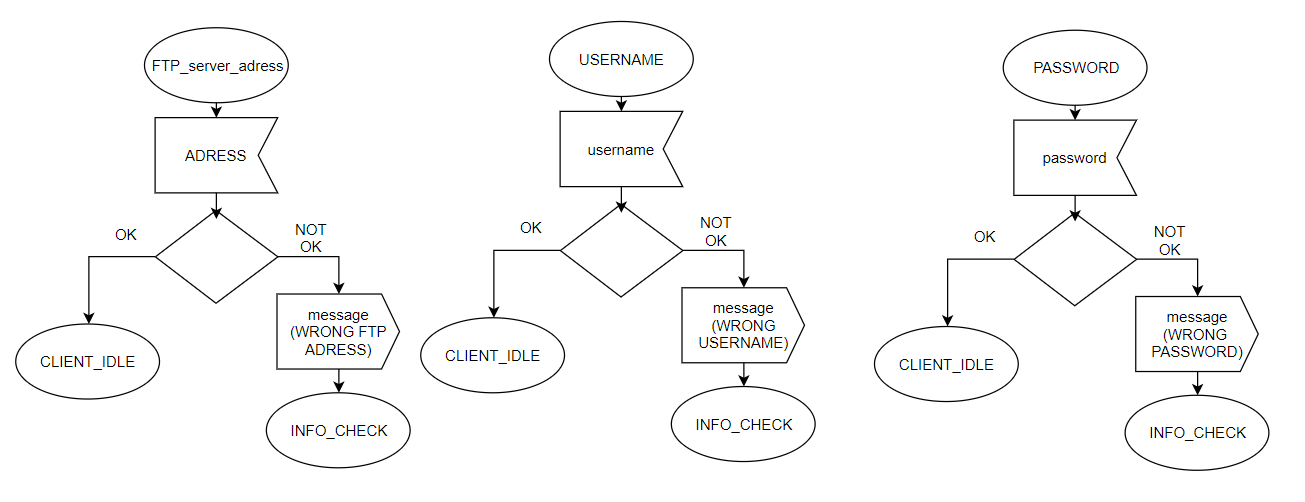 FTP_server_adress
ADRESS
OK
NOT
OK
message
(WRONG FTP
ADRESS)
CLIENT_IDLE
INFO_CHECK
USERNAME
username
OK
NOT
OK
message
(WRONG
USERNAME)
CLIENT_IDLE
INFO_CHECK
PASSWORD
password
OK
NOT
OK
message
(WRONG
PASSWORD)
CLIENT_IDLE
INFO_CHECK